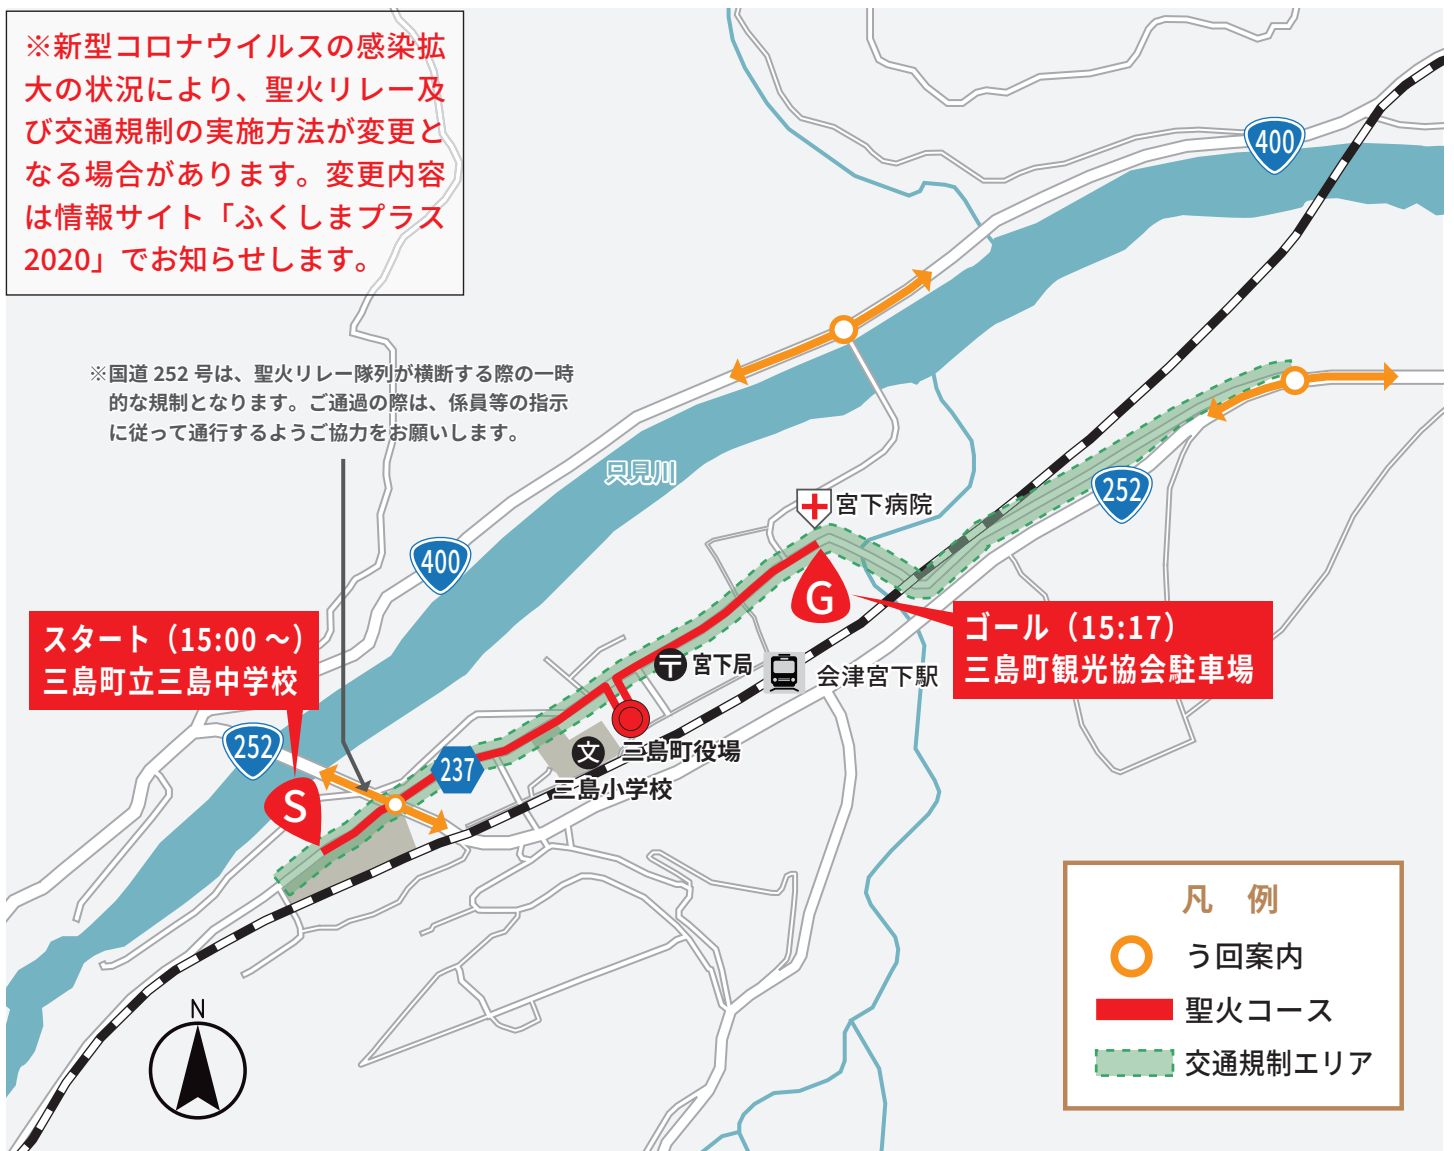 ※新型コロナウイルスの感染拡
大の状況により、聖火リレー及
び交通規制の実施方法が変更と
なる場合があります。変更内容
は情報サイト「ふくしまプラス
2020」でお知らせします。
400
※国道 252 号は、聖火リレー隊列が横断する際の一時
的な規制となります。ご通過の際は、係員等の指示
に従って通行するようご協力をお願いします。
只見川
252
宮下病院
400
G
スタート（15:00 ～）
三島町立三島中学校
ゴール（15:17）
三島町観光協会駐車場
宮下局
会津宮下駅
252
237
文
三島町役場
三島小学校
S
凡 例
う回案内
聖火コース
交通規制エリア
N